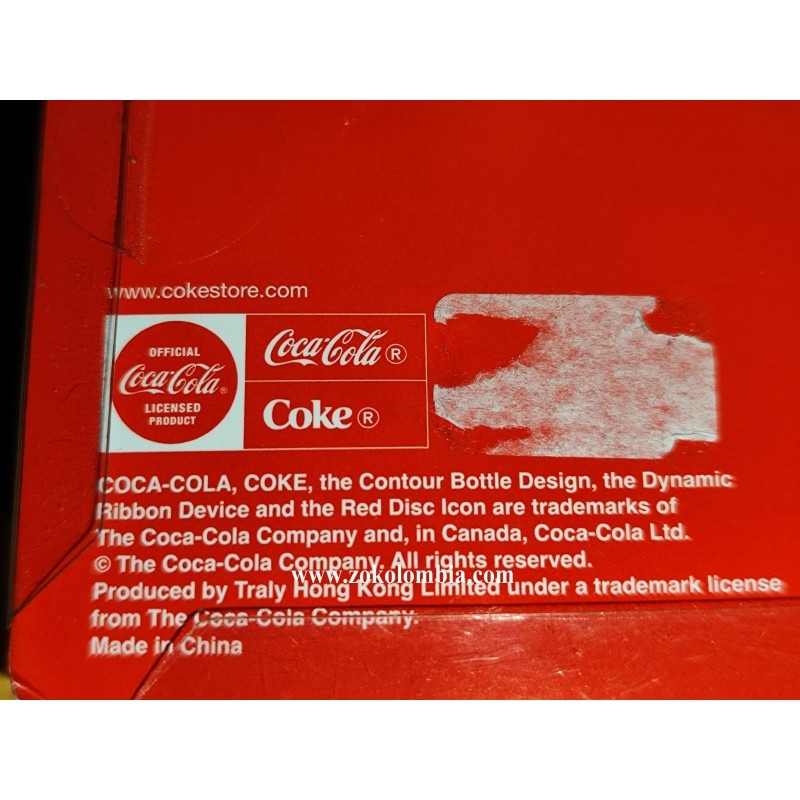 www.cokestore.com
OFFICIAL
Coca-Cola®
LICENSED
PRODUCT
Coca-Cola®
Coke®
COCA-COLA, COKE, the Contour Bottle Design, the Dynamic
Ribbon Device and the Red Disc Icon are trademarks of
The Coca-Cola Company and, in Canada, Coca-Cola Ltd.
© The Coca-Cola Company. All rights reserved.
www.zokolombia.com
Produced by Traly Hong Kong Limited under a trademark license
from The Coca-Cola Company.
Made in China